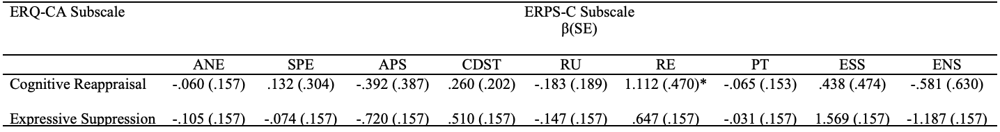 ERQ-CA Subscale ERPS-C Subscale
β(SE)
ANE SPE APS CDST RU RE PT ESS ENS
Cognitive Reappraisal -.060 (.157) .132 (.304) -.392 (.387) .260 (.202) -.183 (.189) 1.112 (.470)* -.065 (.153) .438 (.474) -.581 (.630)
Expressive Suppression -.105 (.157) -.074 (.157) -.720 (.157) .510 (.157) -.147 (.157) .647 (.157) -.031 (.157) 1.569 (.157) -1.187 (.157)